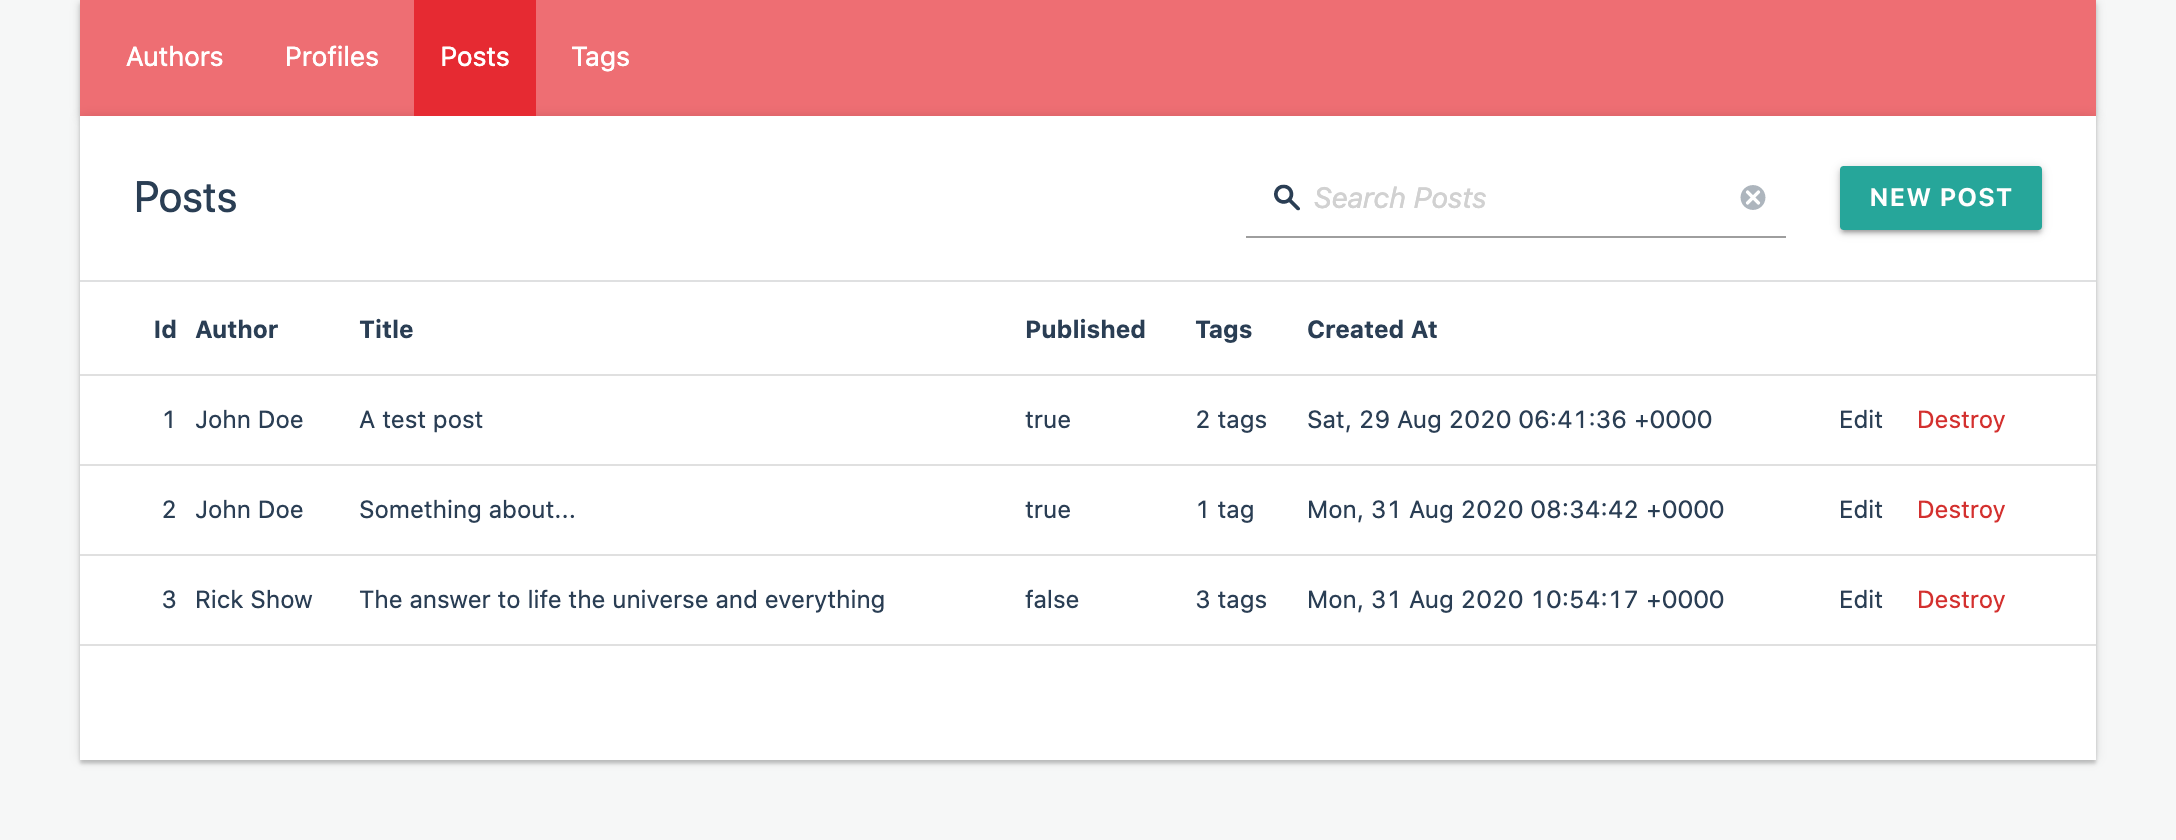 Authors Profiles Posts Tags
Posts Search Posts NEW POST
Id Author Title Published Tags Created At
1 John Doe A test post true 2 tags Sat, 29 Aug 2020 06:41:36 +0000 Edit Destroy
2 John Doe Something about... true 1 tag Mon, 31 Aug 2020 08:34:42 +0000 Edit Destroy
3 Rick Show The answer to life the universe and everything false 3 tags Mon, 31 Aug 2020 10:54:17 +0000 Edit Destroy